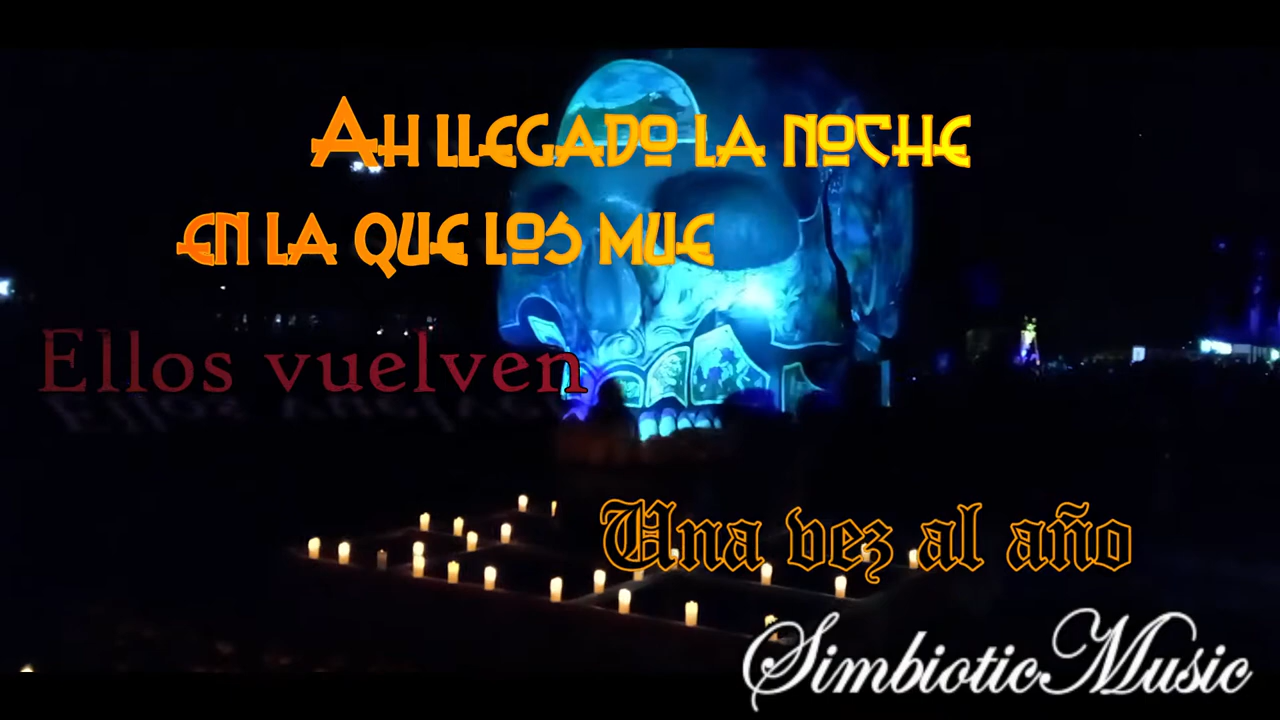 Ah llegado la noche
en la que los mue
Ellos vuelven
Una vez al año
SimbioticMusic